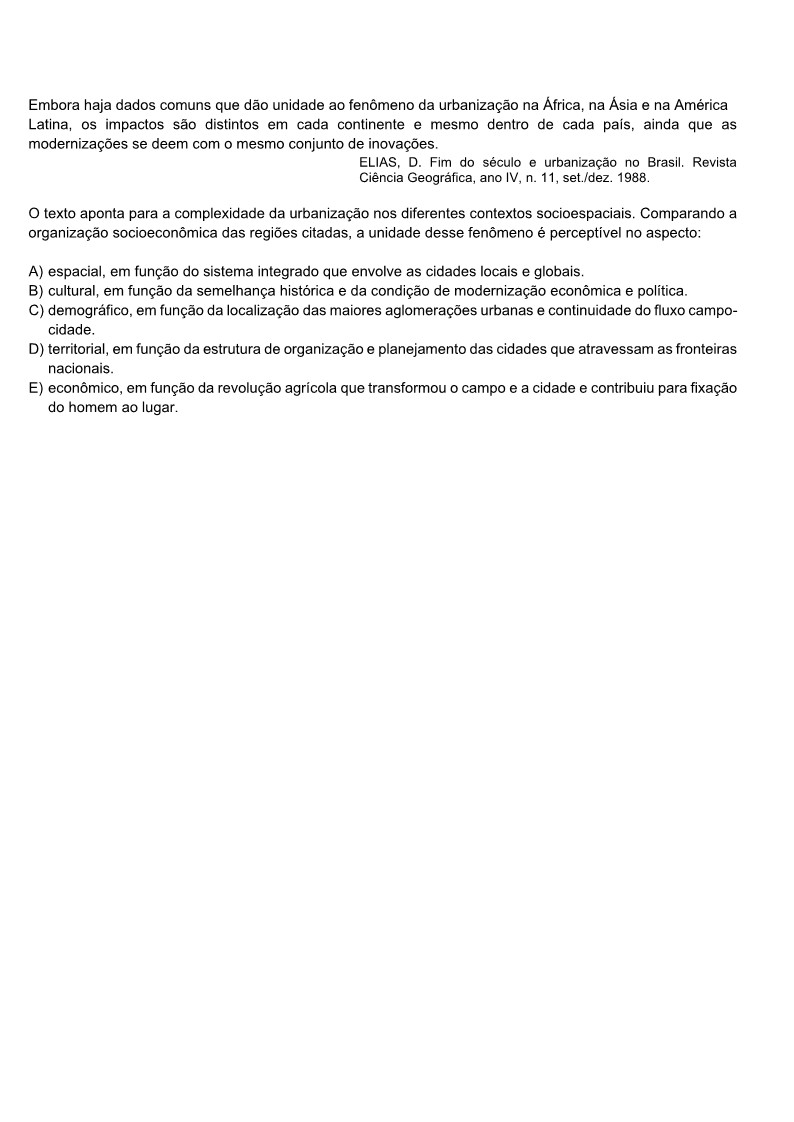 Embora haja dados comuns que dão unidade ao fenômeno da urbanização na África, na Ásia e na América
Latina, os impactos são distintos em cada continente e mesmo dentro de cada país, ainda que as
modernizações se deem com o mesmo conjunto de inovações.
ELIAS, D. Fim do século e urbanização no Brasil. Revista
Ciência Geográfica, ano IV, n. 11, set./dez. 1988.
O texto aponta para a complexidade da urbanização nos diferentes contextos socioespaciais. Comparando a
organização socioeconômica das regiões citadas, a unidade desse fenômeno é perceptível no aspecto:
A) espacial, em função do sistema integrado que envolve as cidades locais e globais.
B) cultural, em função da semelhança histórica e da condição de modernização econômica e política.
C) demográfico, em função da localização das maiores aglomerações urbanas e continuidade do fluxo campo-
cidade.
D) territorial, em função da estrutura de organização e planejamento das cidades que atravessam as fronteiras
nacionais.
E) econômico, em função da revolução agrícola que transformou o campo e a cidade e contribuiu para fixação
do homem ao lugar.